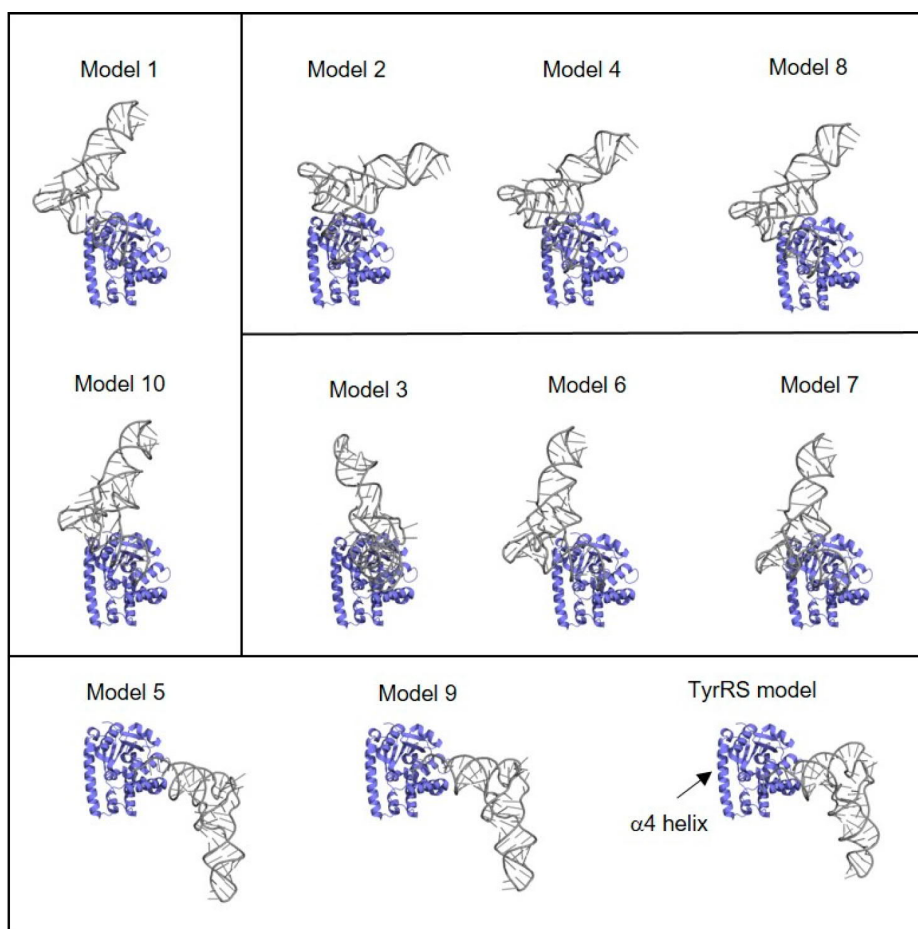 Model 1
Model 2
Model 4
Model 8
Model 10
Model 3
Model 6
Model 7
Model 5
Model 9
TyrRS model
α4 helix